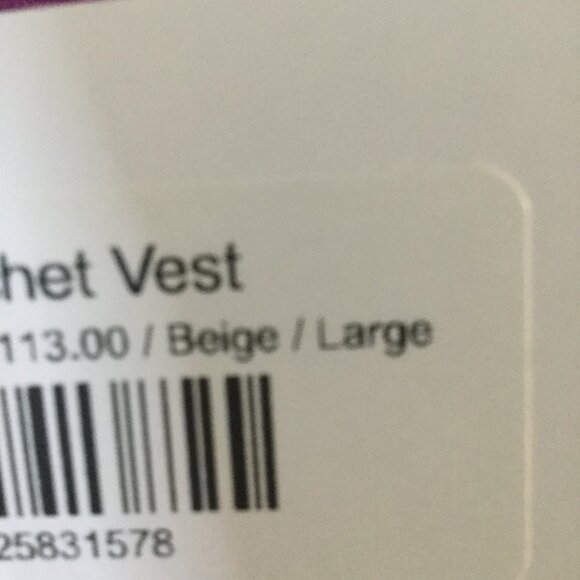 het Vest
113.00 / Beige / Large
25831578